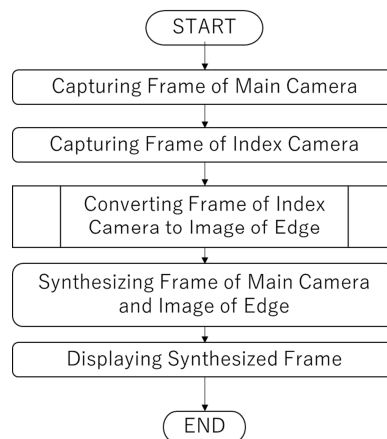 START
Capturing Frame of Main Camera
Capturing Frame of Index Camera
Converting Frame of Index
Camera to Image of Edge
Synthesizing Frame of Main Camera
and Image of Edge
Displaying Synthesized Frame
END